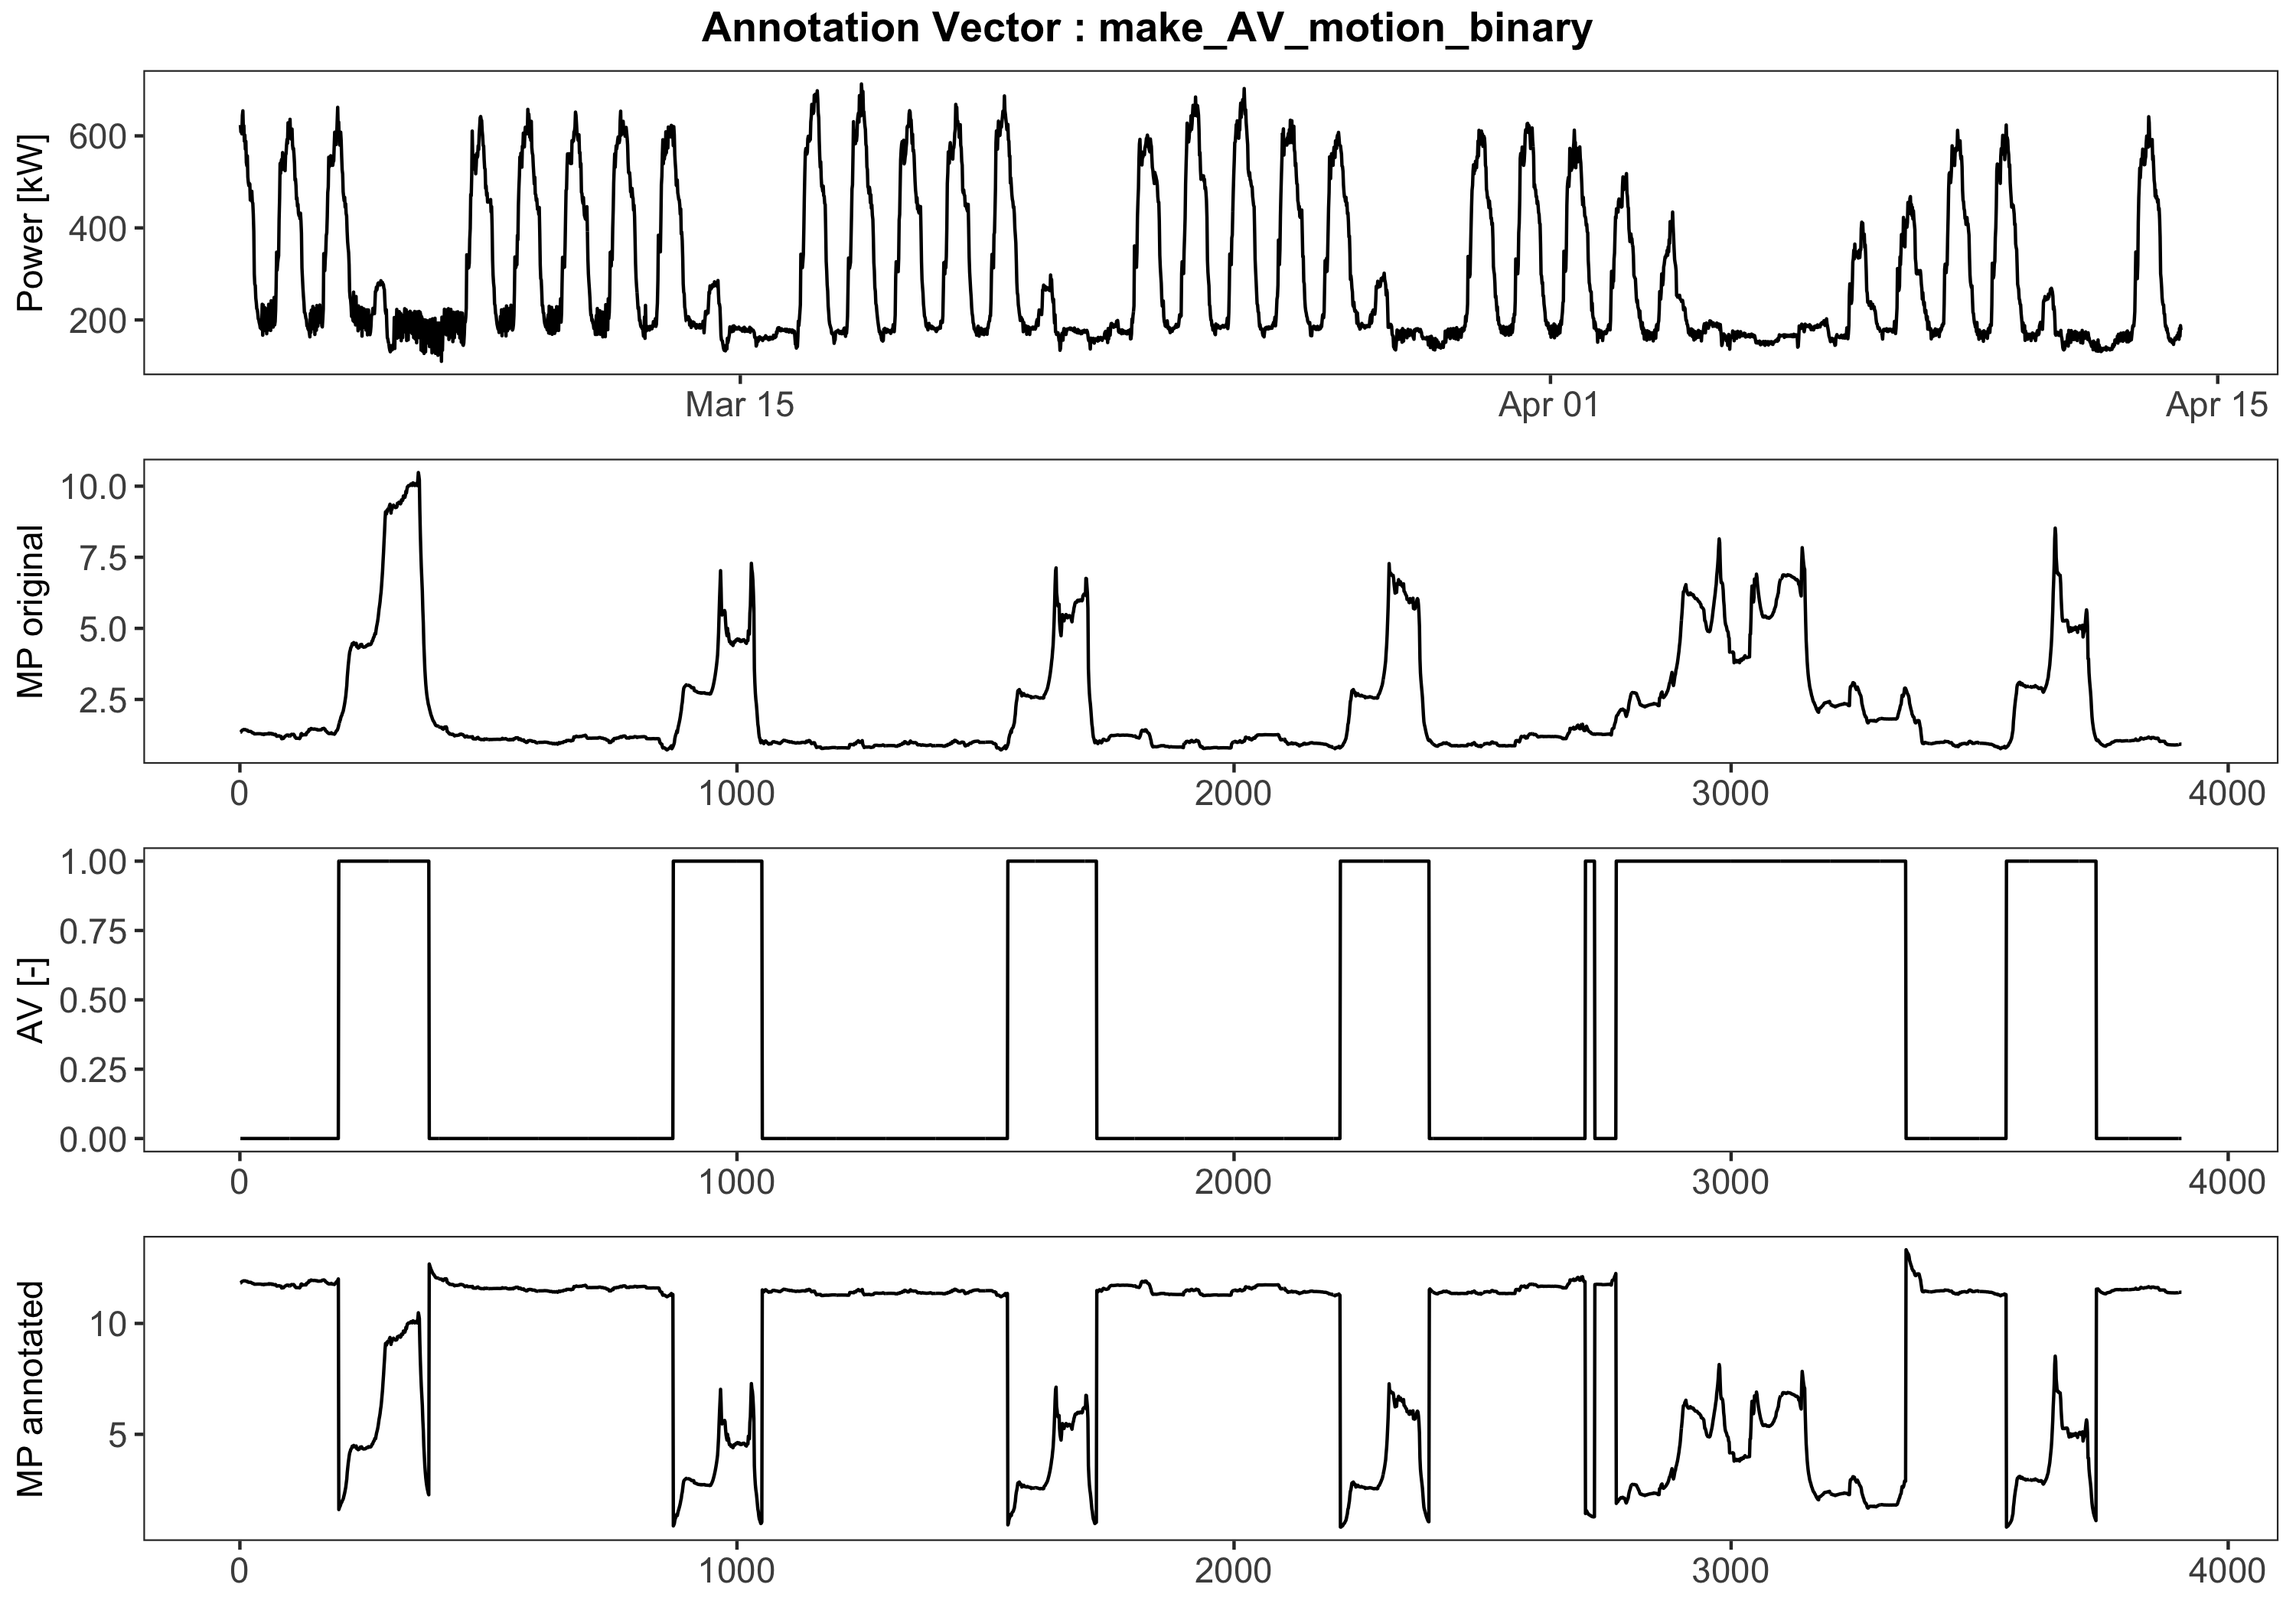 Annotation Vector : make_AV_motion_binary
Power [kW]
600
400
200
Mar 15 Apr 01 Apr 15
MP original
10.0
7.5
5.0
2.5
0 1000 2000 3000 4000
AV [-]
1.00
0.75
0.50
0.25
0.00
0 1000 2000 3000 4000
MP annotated
10
5
0 1000 2000 3000 4000